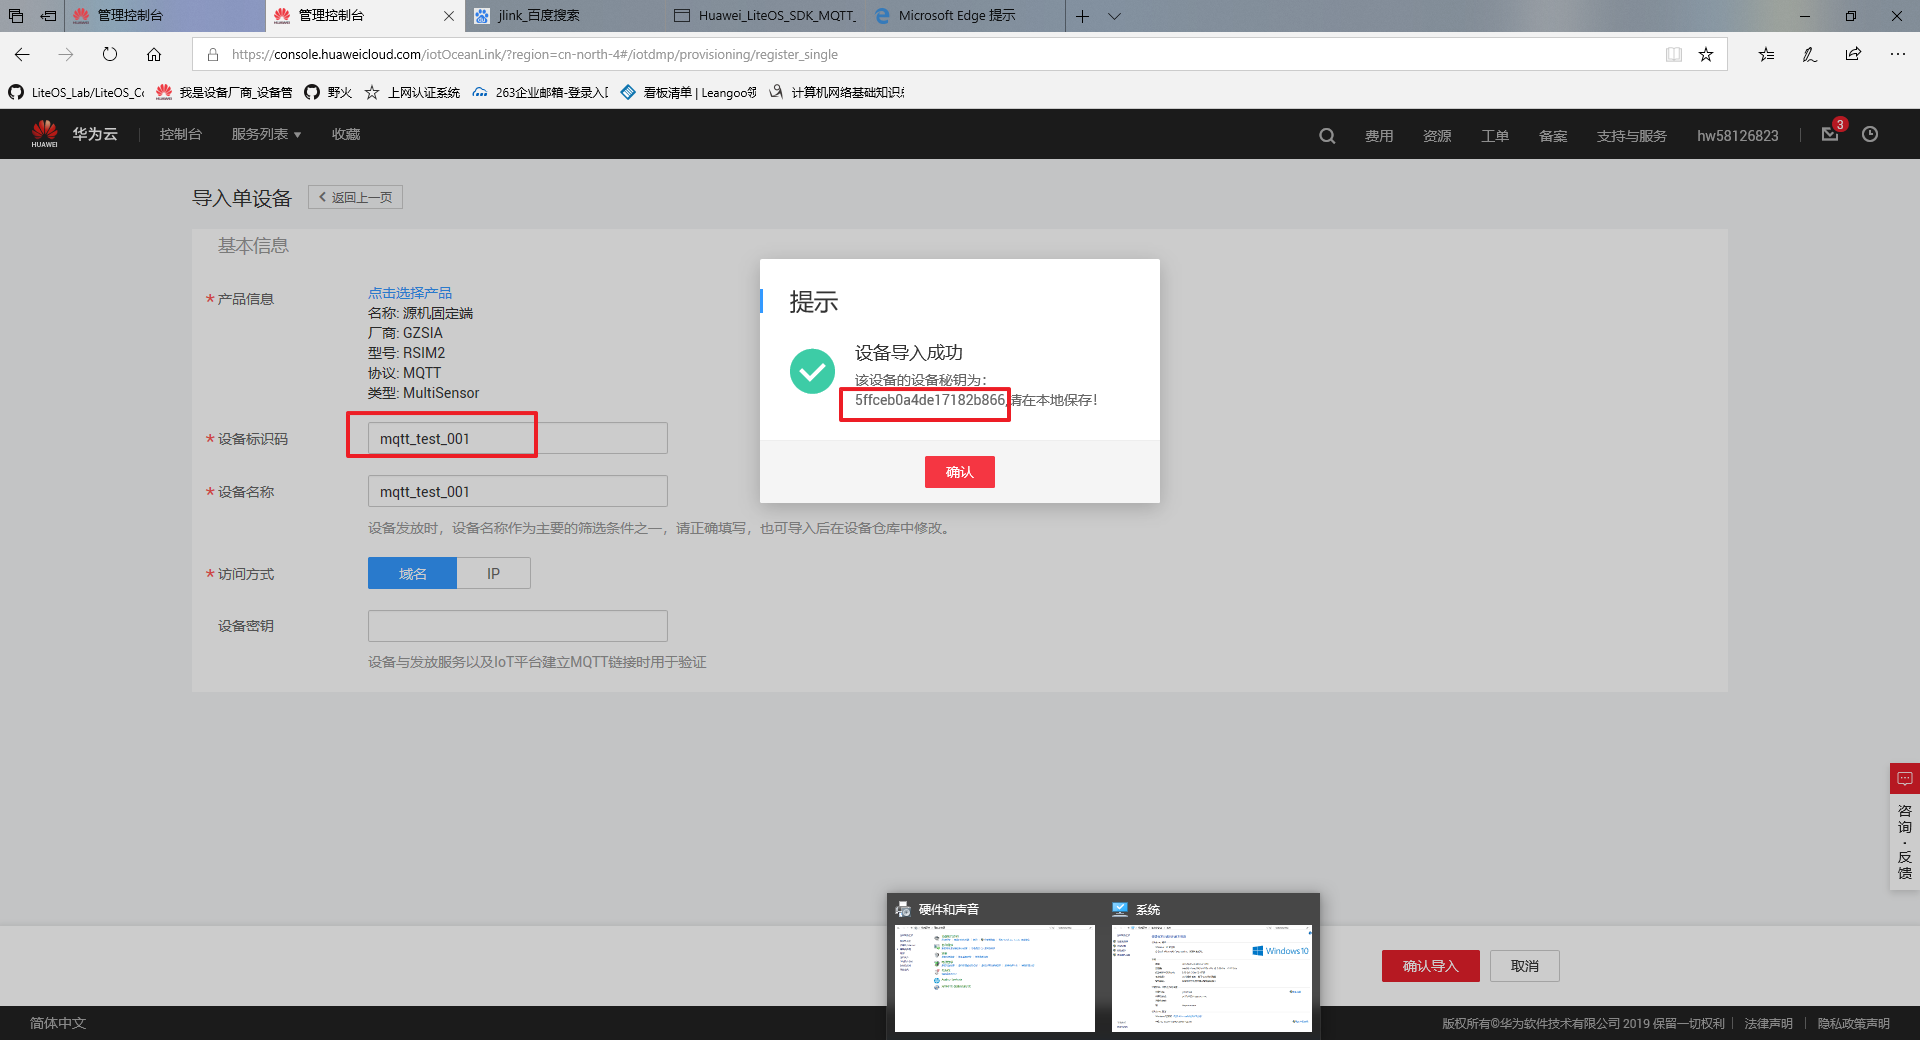 管理控制台
管理控制台
jlink_百度搜索
Huawei_LiteOS_SDK_MQTT_
Microsoft Edge 提示
https://console.huaweicloud.com/iotOceanLink/?region=cn-north-4#/iotdmp/provisioning/register_single
LiteOS_Lab/LiteOS_Cc
我是设备厂商_设备管
野火
上网认证系统
263企业邮箱-登录入
看板清单 | Leangoo领
计算机网络基础知识总
HUAWEI
华为云
控制台
服务列表
收藏
费用
资源
工单
备案
支持与服务
hw58126823
3
导入单设备
返回上一页
基本信息
* 产品信息
点击选择产品
名称: 源机固定端
厂商: GZSIA
型号: RSIM2
协议: MQTT
类型: MultiSensor
* 设备标识码
mqtt_test_001
* 设备名称
mqtt_test_001
设备发放时，设备名称作为主要的筛选条件之一，请正确填写，也可导入后在设备仓库中修改。
* 访问方式
域名
IP
设备密钥
设备与发放服务以及IoT平台建立MQTT链接时用于验证
提示
设备导入成功
该设备的设备秘钥为：
5ffceb0a4de17182b866,请在本地保存！
确认
咨询·反馈
硬件和声音
系统
Windows10
确认导入
取消
简体中文
版权所有©华为软件技术有限公司 2019 保留一切权利
法律声明
隐私政策声明